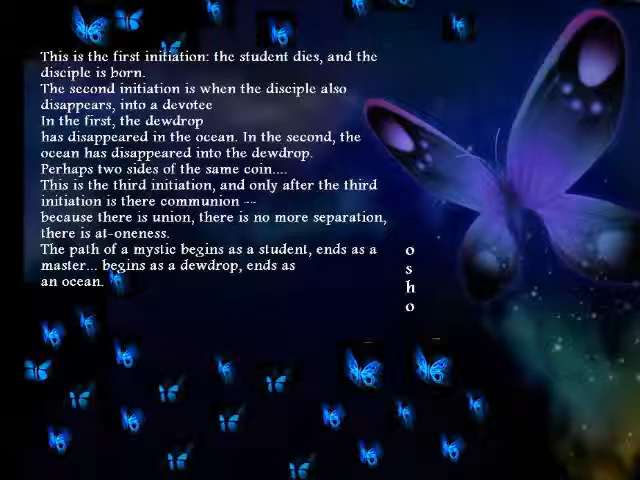 This is the first initiation: the student dies, and the
disciple is born.
The second initiation is when the disciple also
disappears, into a devotee
In the first, the dewdrop
has disappeared in the ocean. In the second, the
ocean has disappeared into the dewdrop.
Perhaps two sides of the same coin....
This is the third initiation, and only after the third
initiation is there communion --
because there is union, there is no more separation,
there is at-oneness.
The path of a mystic begins as a student, ends as a
master... begins as a dewdrop, ends as
an ocean.
o
s
h
o